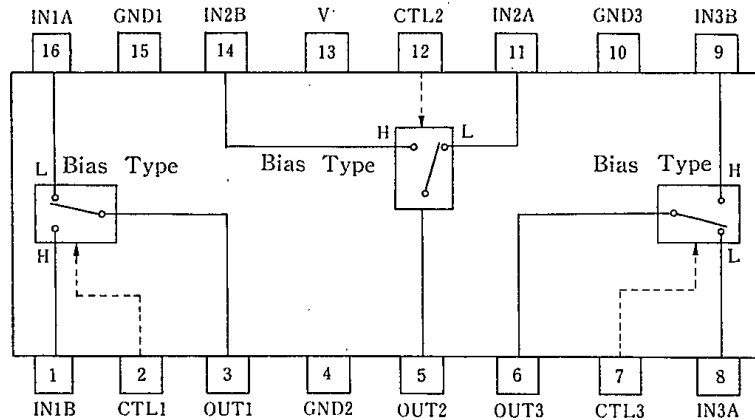 IN1A GND1 IN2B V CTL2 IN2A GND3 IN3B
16 15 14 13 12 11 10 9
H L
L Bias Type Bias Type Bias Type H
H L
1 2 3 4 5 6 7 8
IN1B CTL1 OUT1 GND2 OUT2 OUT3 CTL3 IN3A